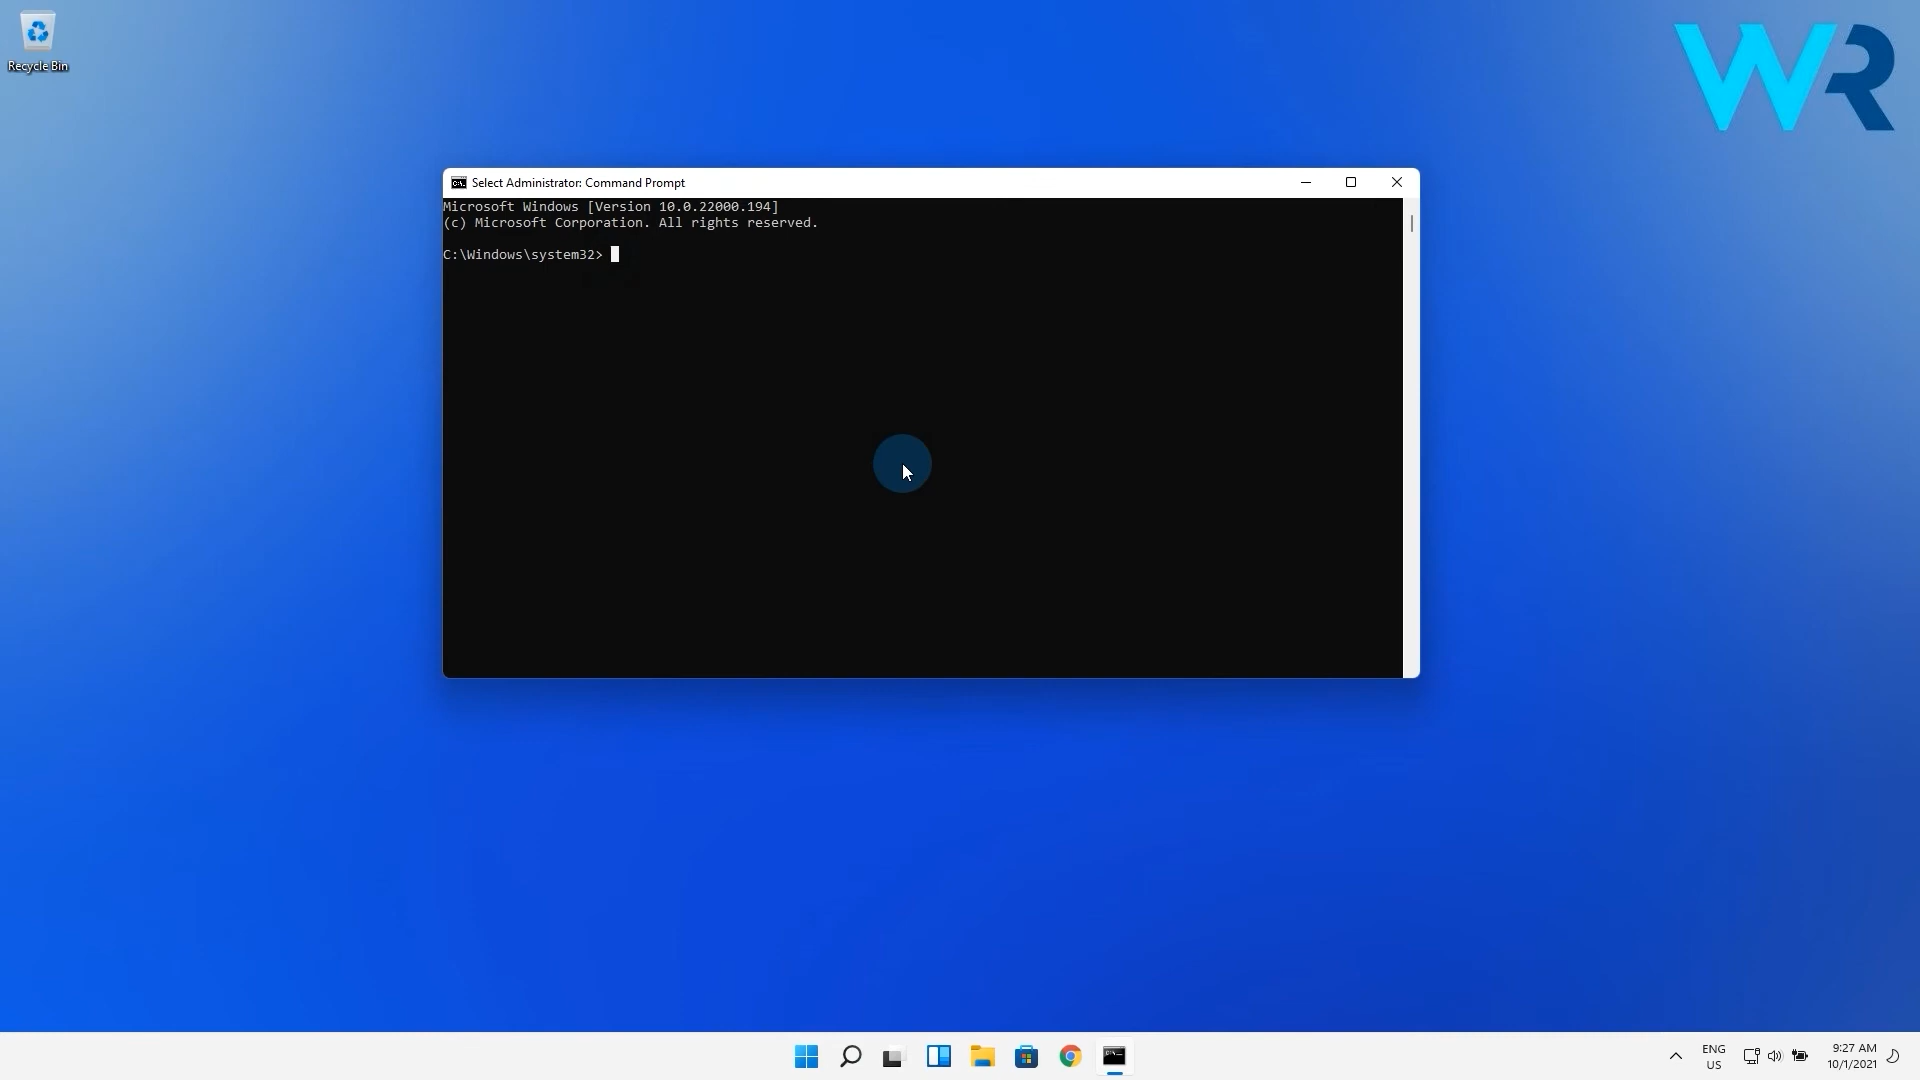 Recycle Bin
WR
Select Administrator: Command Prompt
Microsoft Windows [Version 10.0.22000.194]
(c) Microsoft Corporation. All rights reserved.
C:\Windows\system32>
ENG
US
9:27 AM
10/1/2021